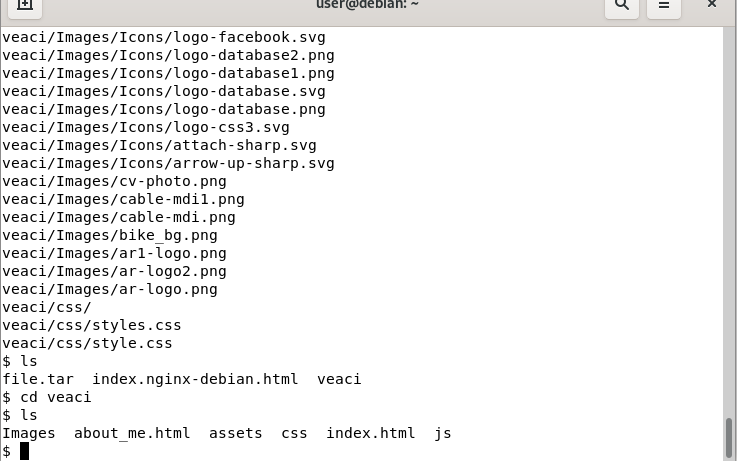 user@debian: ~
veaci/Images/Icons/logo-facebook.svg
veaci/Images/Icons/logo-database2.png
veaci/Images/Icons/logo-database1.png
veaci/Images/Icons/logo-database.svg
veaci/Images/Icons/logo-database.png
veaci/Images/Icons/logo-css3.svg
veaci/Images/Icons/attach-sharp.svg
veaci/Images/Icons/arrow-up-sharp.svg
veaci/Images/cv-photo.png
veaci/Images/cable-mdi1.png
veaci/Images/cable-mdi.png
veaci/Images/bike_bg.png
veaci/Images/ar1-logo.png
veaci/Images/ar-logo2.png
veaci/Images/ar-logo.png
veaci/css/
veaci/css/styles.css
veaci/css/style.css
$ ls
file.tar  index.nginx-debian.html  veaci
$ cd veaci
$ ls
Images  about_me.html  assets  css  index.html  js
$